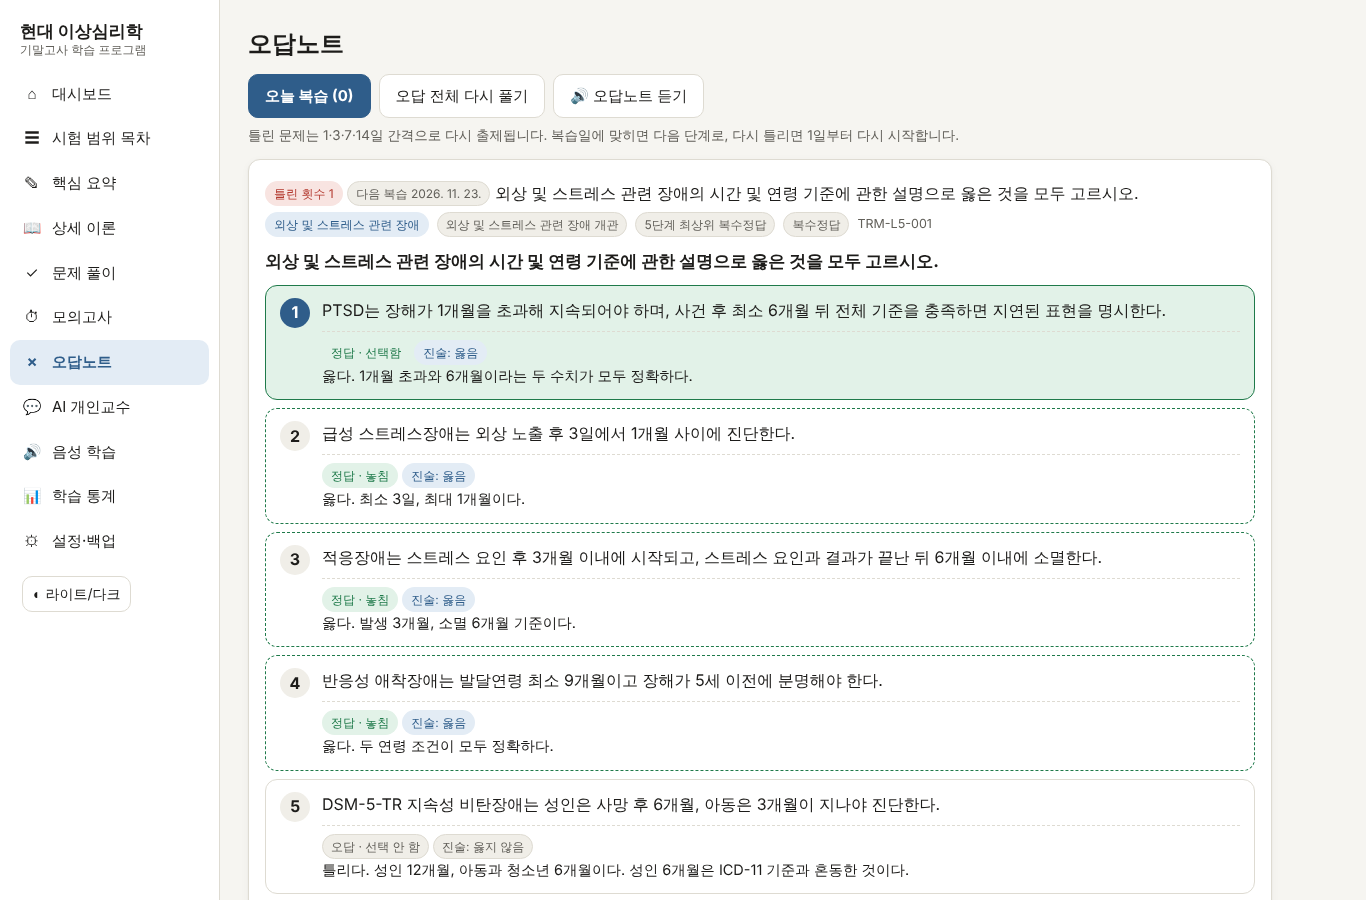 현대 이상심리학
기말고사 학습 프로그램
대시보드
시험 범위 목차
핵심 요약
상세 이론
문제 풀이
모의고사
오답노트
AI 개인교수
음성 학습
학습 통계
설정·백업
라이트/다크
오답노트
오늘 복습 (0)
오답 전체 다시 풀기
🔊 오답노트 듣기
틀린 문제는 1·3·7·14일 간격으로 다시 출제됩니다. 복습일에 맞히면 다음 단계로, 다시 틀리면 1일부터 다시 시작합니다.
틀린 횟수 1 다음 복습 2026. 11. 23. 외상 및 스트레스 관련 장애의 시간 및 연령 기준에 관한 설명으로 옳은 것을 모두 고르시오.
외상 및 스트레스 관련 장애 외상 및 스트레스 관련 장애 개관 5단계 최상위 복수정답 복수정답 TRM-L5-001
외상 및 스트레스 관련 장애의 시간 및 연령 기준에 관한 설명으로 옳은 것을 모두 고르시오.
1 PTSD는 장해가 1개월을 초과해 지속되어야 하며, 사건 후 최소 6개월 뒤 전체 기준을 충족하면 지연된 표현을 명시한다.
정답 · 선택함 진술: 옳음
옳다. 1개월 초과와 6개월이라는 두 수치가 모두 정확하다.
2 급성 스트레스장애는 외상 노출 후 3일에서 1개월 사이에 진단한다.
정답 · 놓침 진술: 옳음
옳다. 최소 3일, 최대 1개월이다.
3 적응장애는 스트레스 요인 후 3개월 이내에 시작되고, 스트레스 요인과 결과가 끝난 뒤 6개월 이내에 소멸한다.
정답 · 놓침 진술: 옳음
옳다. 발생 3개월, 소멸 6개월 기준이다.
4 반응성 애착장애는 발달연령 최소 9개월이고 장해가 5세 이전에 분명해야 한다.
정답 · 놓침 진술: 옳음
옳다. 두 연령 조건이 모두 정확하다.
5 DSM-5-TR 지속성 비탄장애는 성인은 사망 후 6개월, 아동은 3개월이 지나야 진단한다.
오답 · 선택 안 함 진술: 옳지 않음
틀리다. 성인 12개월, 아동과 청소년 6개월이다. 성인 6개월은 ICD-11 기준과 혼동한 것이다.